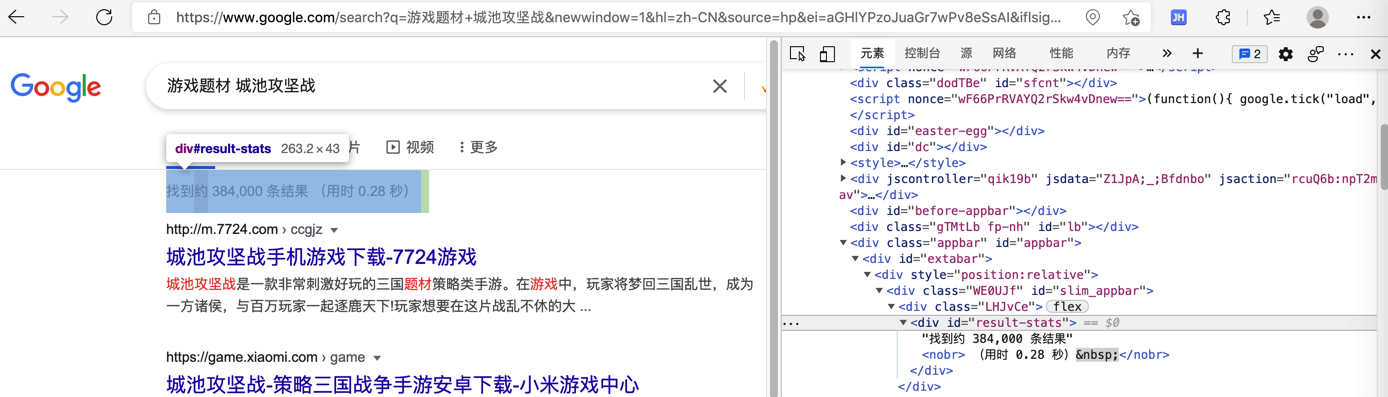 https://www.google.com/search?q=游戏题材+城池攻坚战&newwindow=1&hl=zh-CN&source=hp&ei=aGHlYPzoJuaGr7wPv8eSsAI&iflsig...
JH
Google
游戏题材 城池攻坚战
div#result-stats 263.2 × 43
片
视频
更多
找到约 384,000 条结果 （用时 0.28 秒）
http://m.7724.com › ccgjz
城池攻坚战手机游戏下载-7724游戏
城池攻坚战是一款非常刺激好玩的三国题材策略类手游。在游戏中，玩家将梦回三国乱世，成为
一方诸侯，与百万玩家一起逐鹿天下!玩家想要在这片战乱不休的大 ...
https://game.xiaomi.com › game
城池攻坚战-策略三国战争手游安卓下载-小米游戏中心
元素 控制台 源 网络 性能 内存 » + 2
<div class="dodTBe" id="sfcnt"></div>
<script nonce="wF66PrRVAYQ2rSkw4vDnew==">(function(){ google.tick("load",
</script>
<div id="easter-egg"></div>
<div id="dc"></div>
<style>…</style>
<div jscontroller="qik19b" jsdata="Z1JpA;_;Bfdnbo" jsaction="rcuQ6b:npT2m
av">…</div>
<div id="before-appbar"></div>
<div class="gTMtLb fp-nh" id="lb"></div>
<div class="appbar" id="appbar">
<div id="extabar">
<div style="position:relative">
<div class="WE0UJf" id="slim_appbar">
<div class="LHJvCe"> flex
... <div id="result-stats"> == $0
"找到约 384,000 条结果"
<nobr> （用时 0.28 秒）&nbsp;</nobr>
</div>
</div>